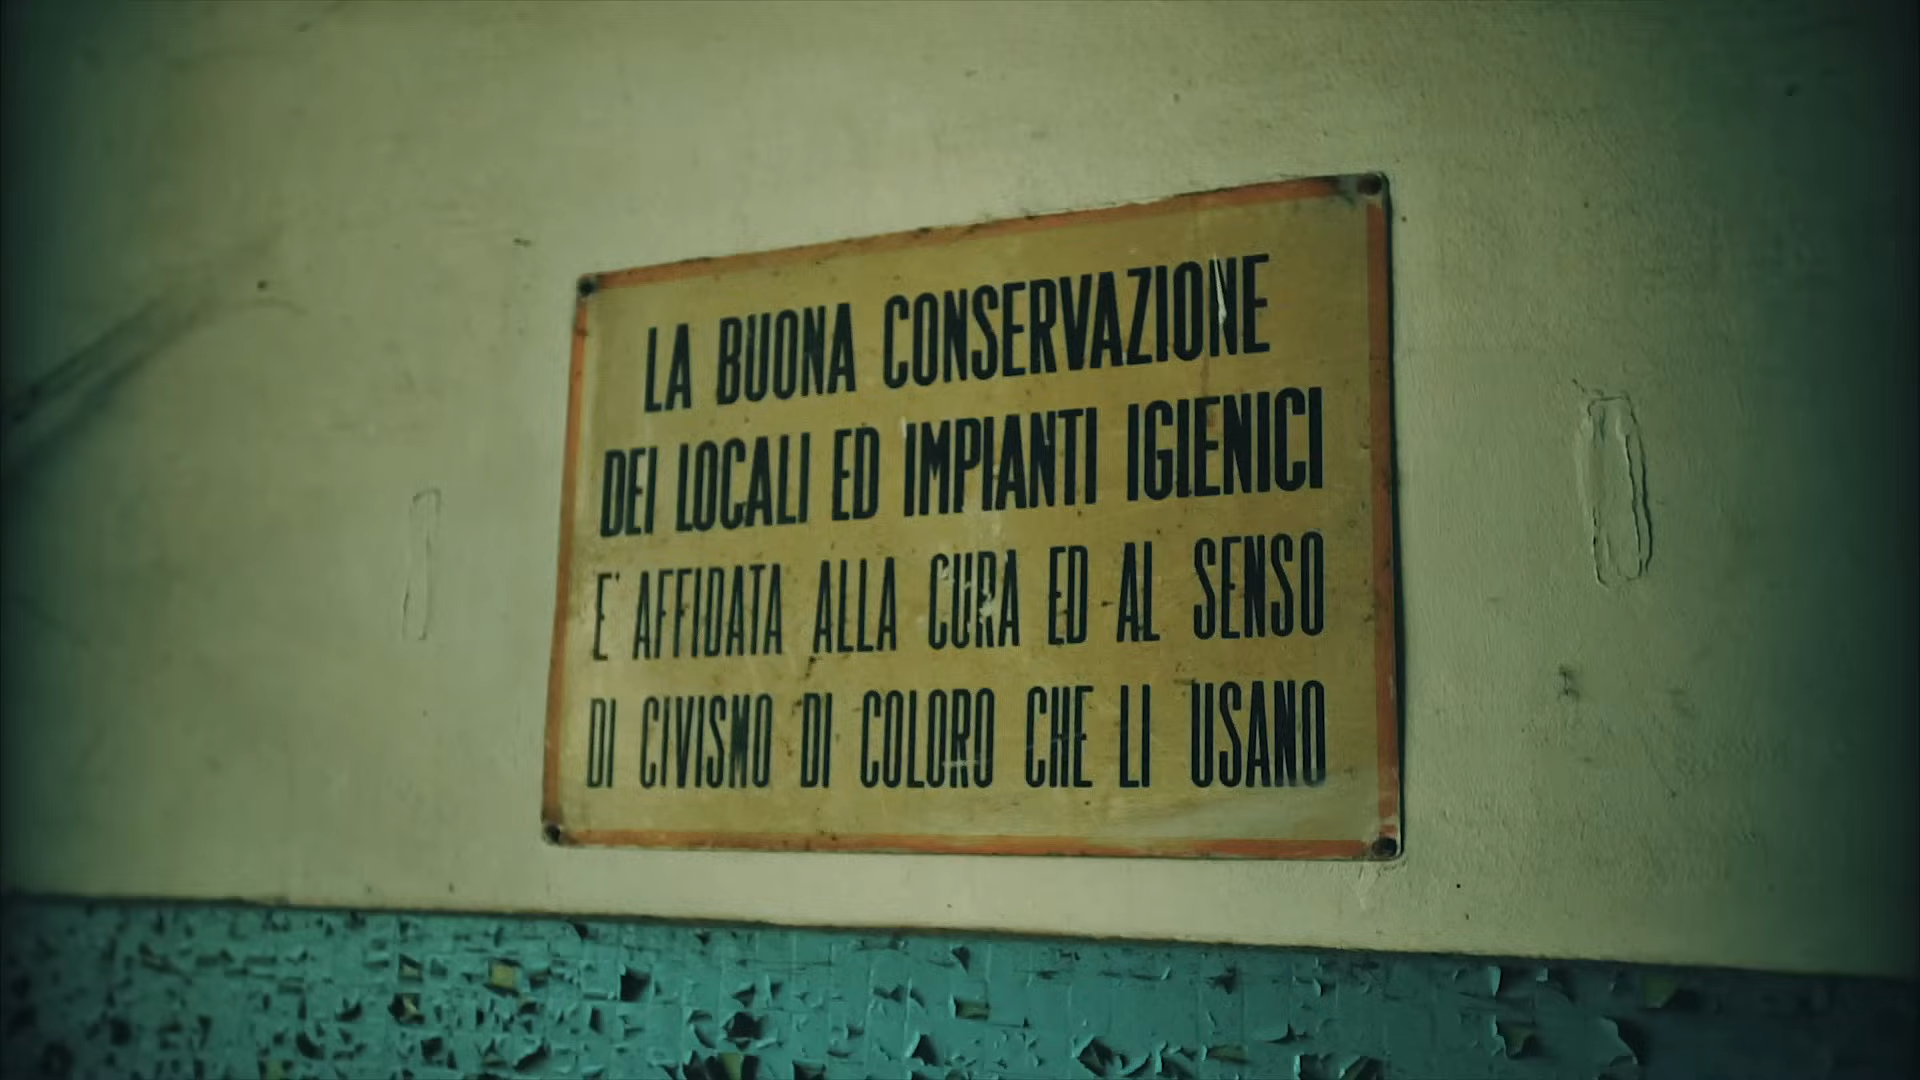 LA BUONA CONSERVAZIONE
DEI LOCALI ED IMPIANTI IGIENICI
E' AFFIDATA ALLA CURA ED AL SENSO
DI CIVISMO DI COLORO CHE LI USANO